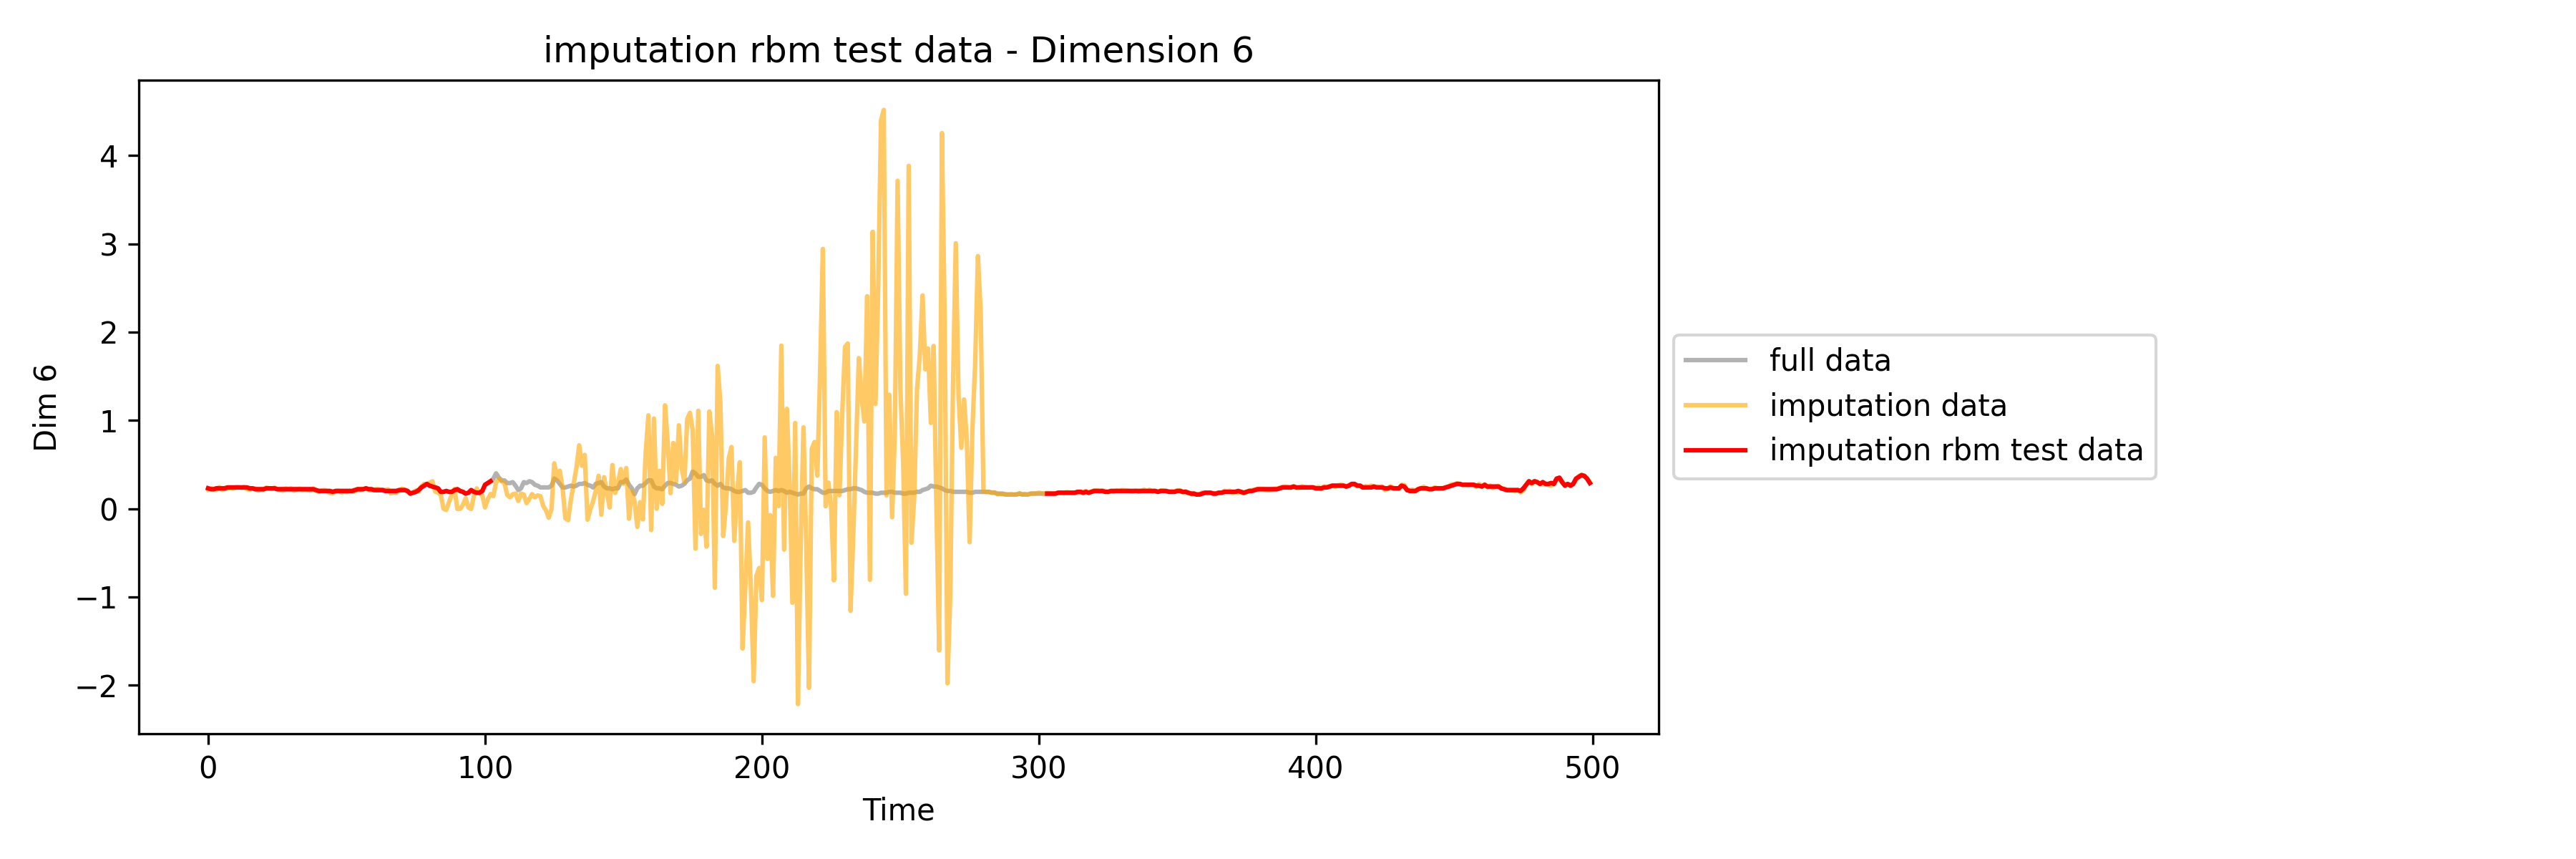 imputation rbm test data - Dimension 6
4
3
2
1
0
−1
−2
Dim 6
0 100 200 300 400 500
Time
full data
imputation data
imputation rbm test data